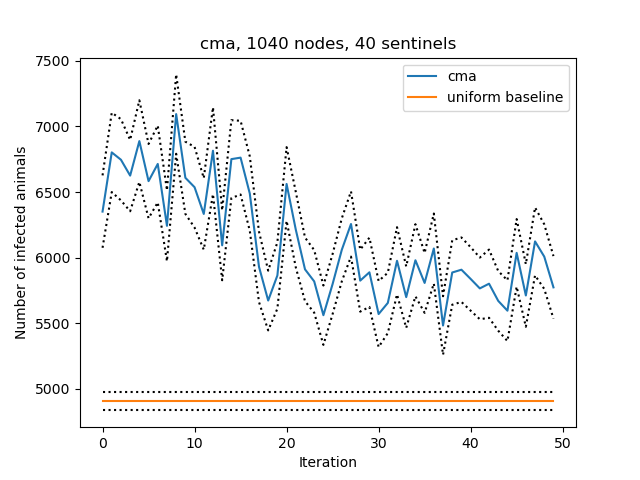 cma, 1040 nodes, 40 sentinels
7500
7000
6500
6000
5500
5000
Number of infected animals
cma
uniform baseline
0
10
20
30
40
50
Iteration